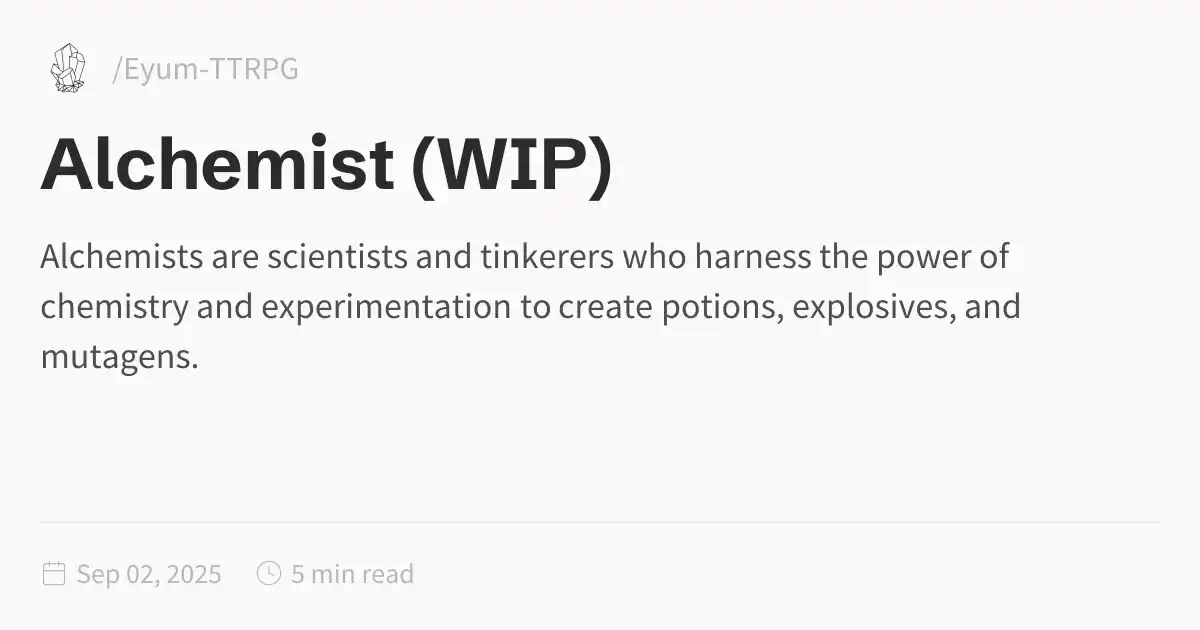 /Eyum-TTRPG
Alchemist (WIP)
Alchemists are scientists and tinkerers who harness the power of
chemistry and experimentation to create potions, explosives, and
mutagens.
Sep 02, 2025
5 min read